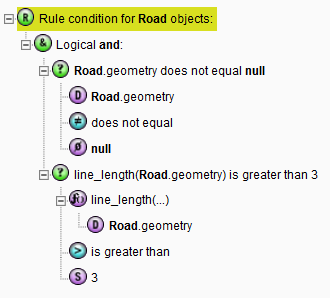 R Rule condition for Road objects:
& Logical and:
? Road.geometry does not equal null
D Road.geometry
≠ does not equal
Ø null
? line_length(Road.geometry) is greater than 3
f() line_length(...)
D Road.geometry
> is greater than
S 3